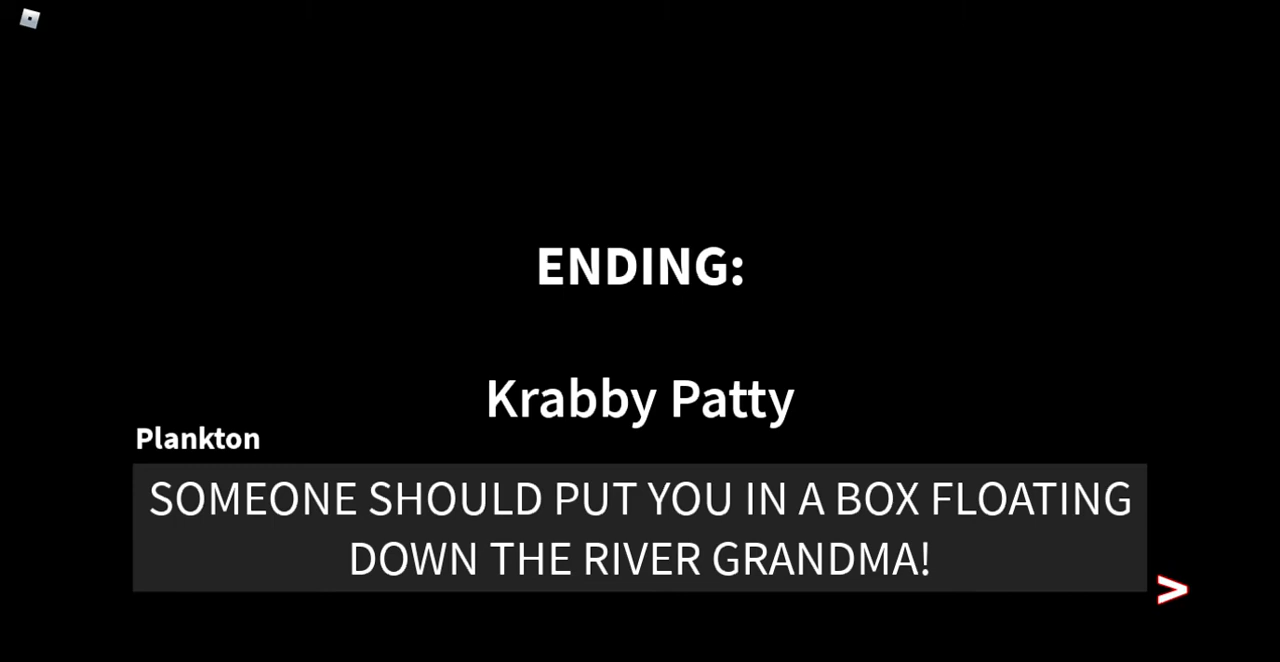 ENDING:
Krabby Patty
Plankton
SOMEONE SHOULD PUT YOU IN A BOX FLOATING
DOWN THE RIVER GRANDMA!
>